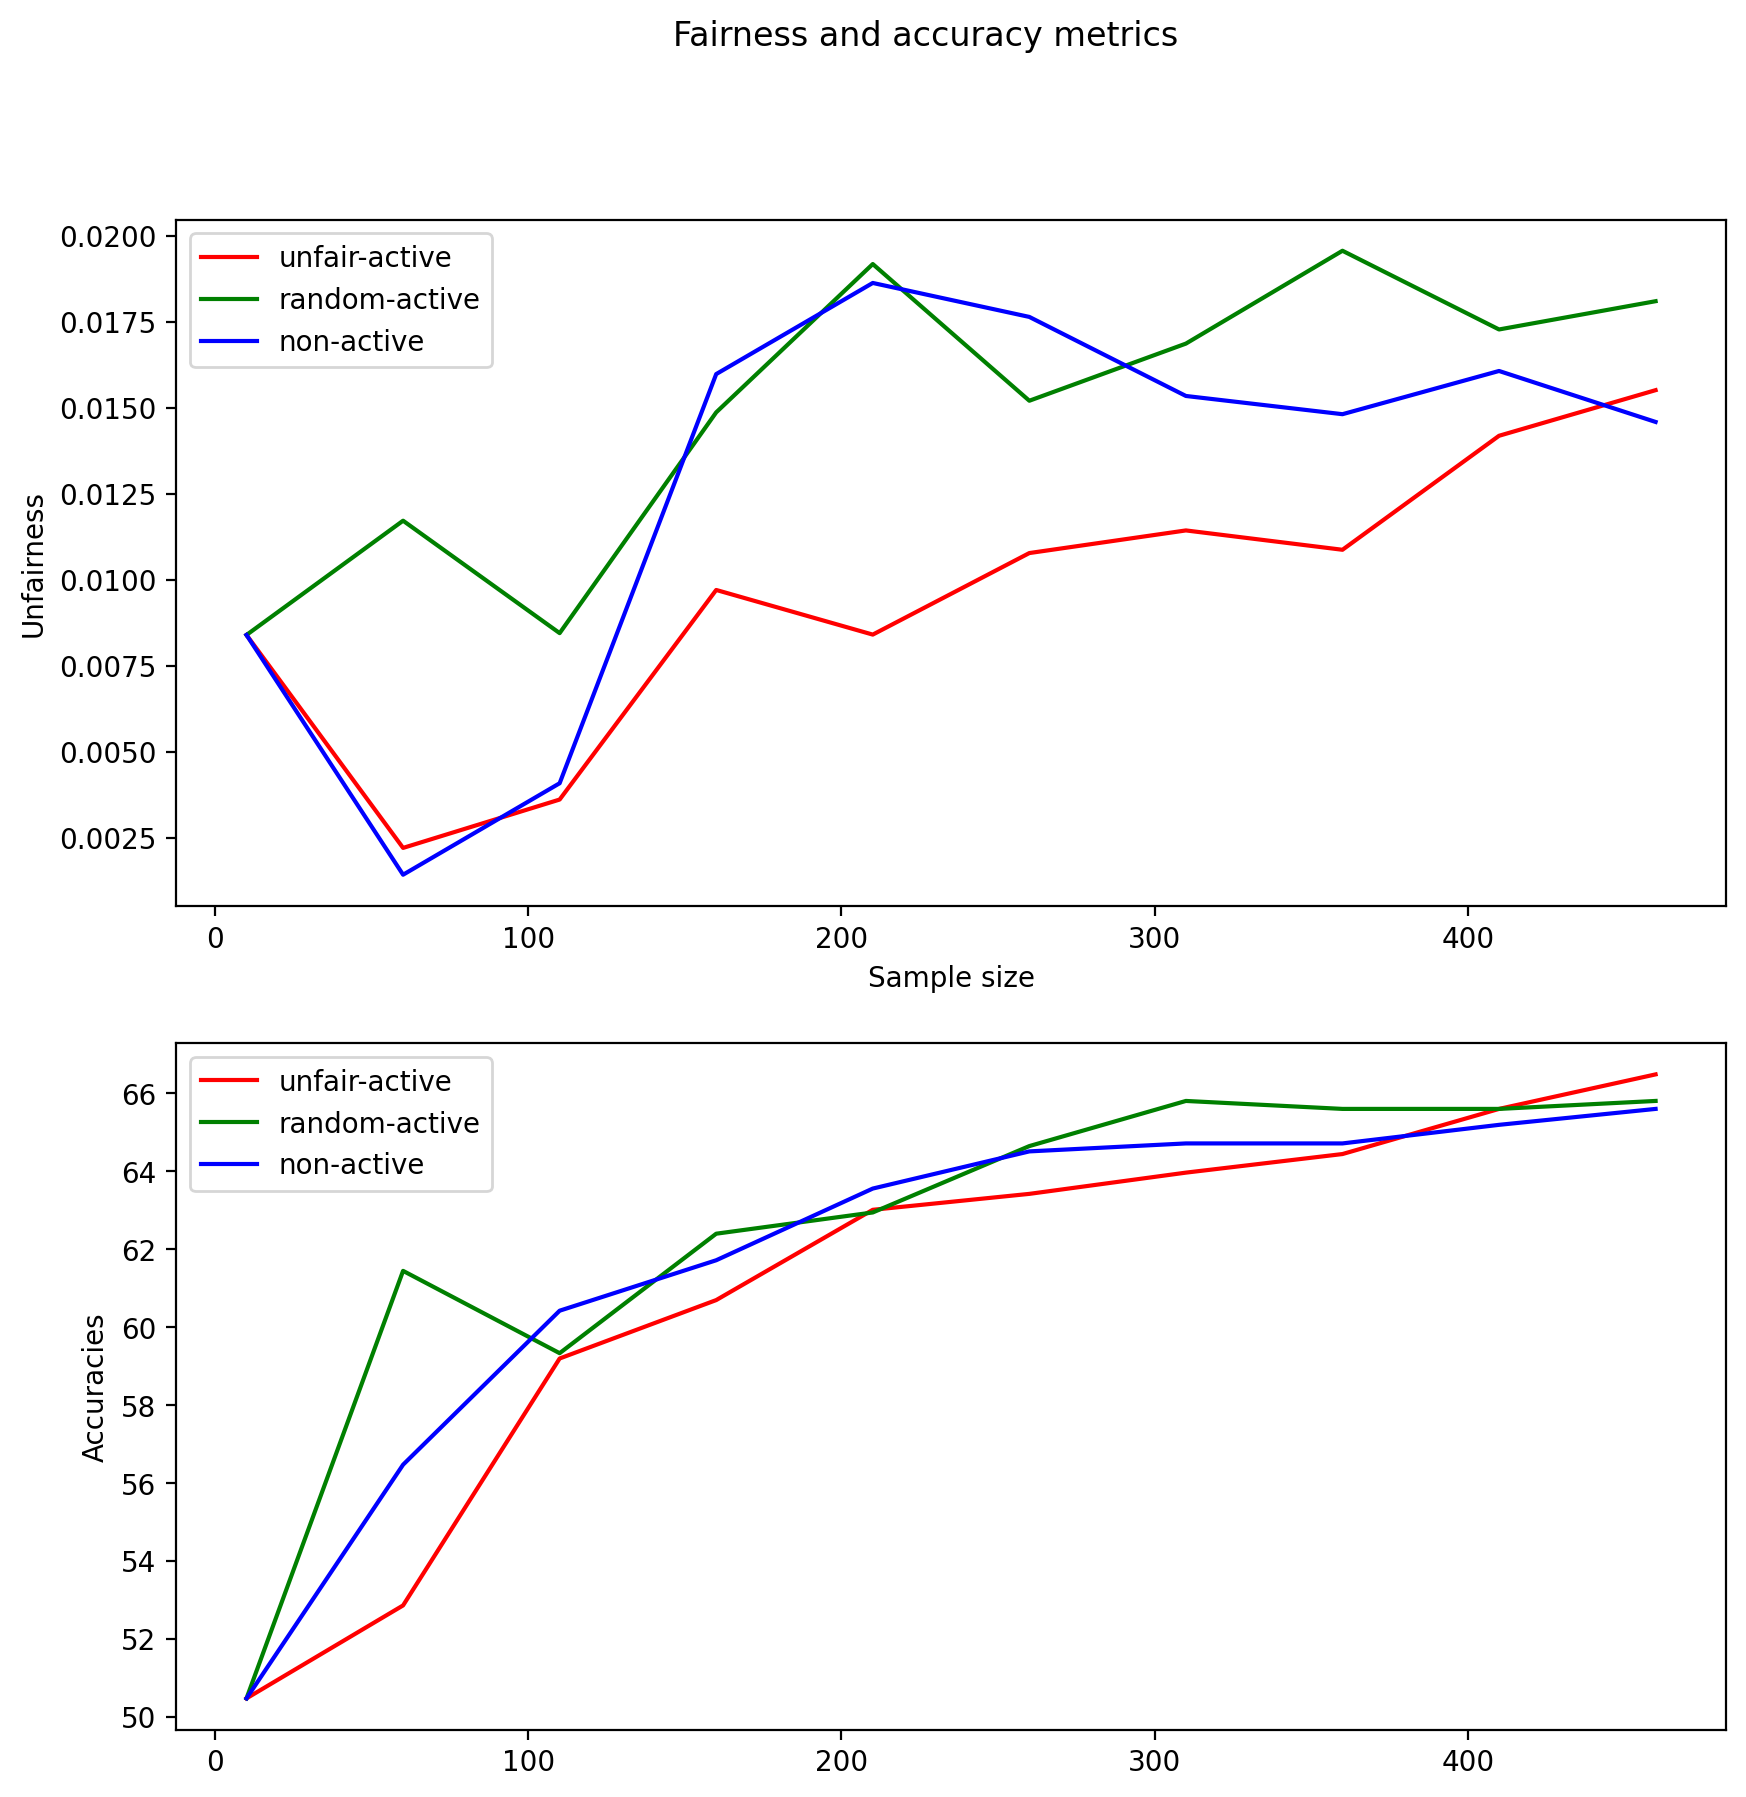 Fairness and accuracy metrics
unfair-active
random-active
non-active
0.0200
0.0175
0.0150
0.0125
0.0100
0.0075
0.0050
0.0025
Unfairness
0 100 200 300 400
Sample size
unfair-active
random-active
non-active
66
64
62
60
58
56
54
52
50
Accuracies
0 100 200 300 400